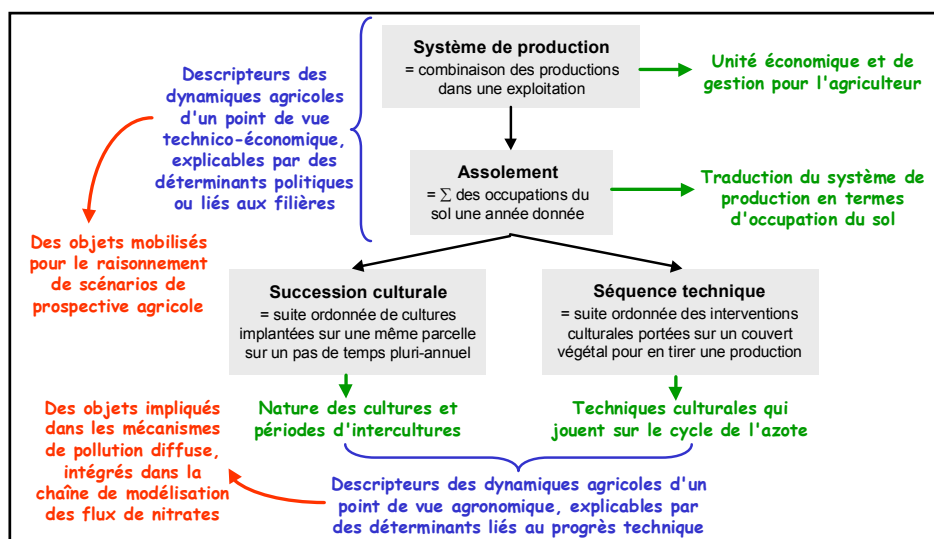 Système de production
= combinaison des productions
dans une exploitation
Unité économique et de
gestion pour l'agriculteur
Descripteurs des
dynamiques agricoles
d'un point de vue
technico-économique,
explicables par des
déterminants politiques
ou liés aux filières
Assolement
= Σ des occupations du
sol une année donnée
Traduction du système de
production en termes
d'occupation du sol
Des objets mobilisés
pour le raisonnement
de scénarios de
prospective agricole
Succession culturale
= suite ordonnée de cultures
implantées sur une même parcelle
sur un pas de temps pluri-annuel
Séquence technique
= suite ordonnée des interventions
culturales portées sur un couvert
végétal pour en tirer une production
Nature des cultures et
périodes d'intercultures
Techniques culturales qui
jouent sur le cycle de l'azote
Des objets impliqués
dans les mécanismes
de pollution diffuse,
intégrés dans la
chaîne de modélisation
des flux de nitrates
Descripteurs des dynamiques agricoles d'un
point de vue agronomique, explicables par
des déterminants liés au progrès technique